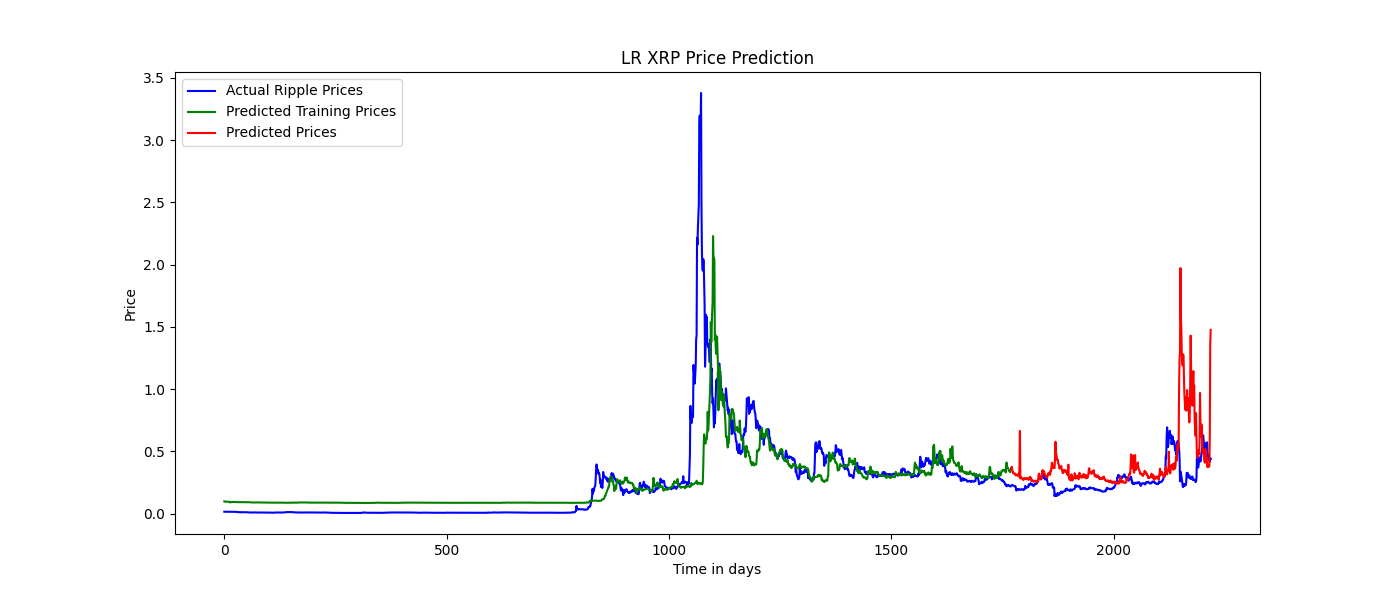 LR XRP Price Prediction
3.5
3.0
2.5
2.0
1.5
1.0
0.5
0.0
Price
Actual Ripple Prices
Predicted Training Prices
Predicted Prices
0 500 1000 1500 2000
Time in days